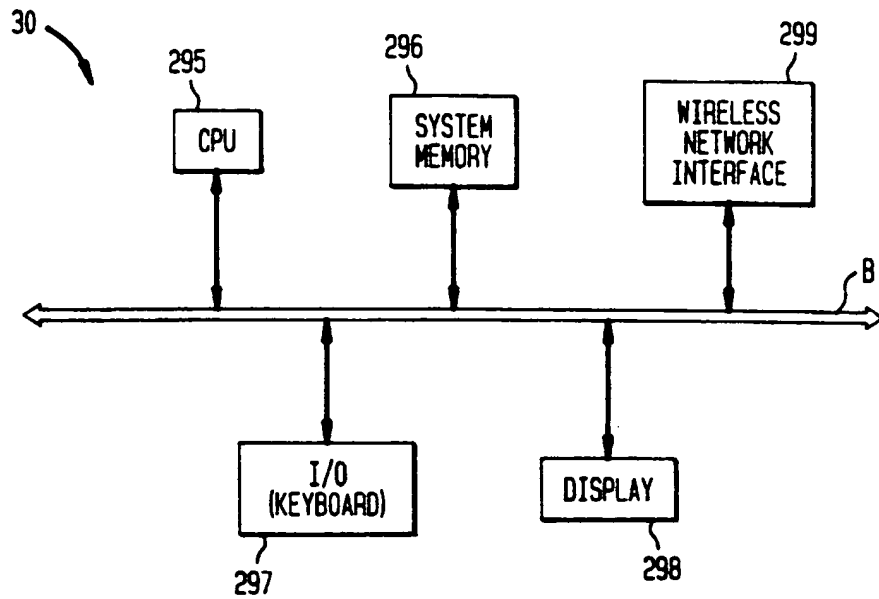 30
295
CPU
296
SYSTEM
MEMORY
299
WIRELESS
NETWORK
INTERFACE
B
I/O
(KEYBOARD)
297
DISPLAY
298